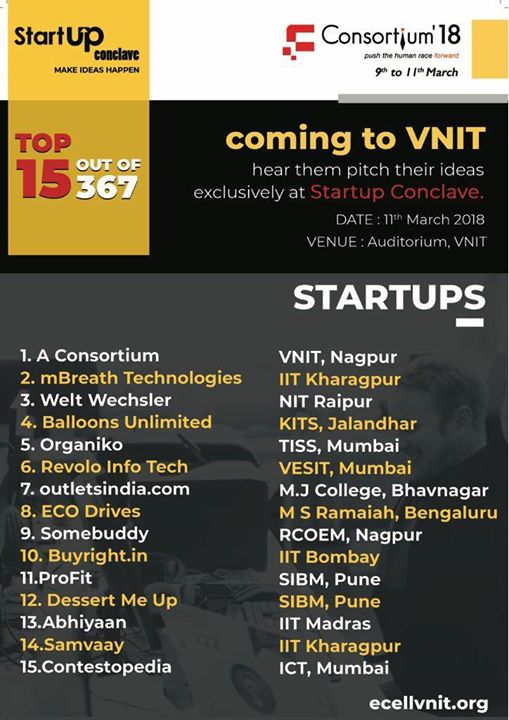 StartUp
conclave
MAKE IDEAS HAPPEN
Consortium'18
push the human race forward
9th to 11th March
TOP
15 OUT OF
367
coming to VNIT
hear them pitch their ideas
exclusively at Startup Conclave.
DATE : 11th March 2018
VENUE : Auditorium, VNIT
STARTUPS
1. A Consortium VNIT, Nagpur
2. mBreath Technologies IIT Kharagpur
3. Welt Wechsler NIT Raipur
4. Balloons Unlimited KITS, Jalandhar
5. Organiko TISS, Mumbai
6. Revolo Info Tech VESIT, Mumbai
7. outletsindia.com M.J College, Bhavnagar
8. ECO Drives M S Ramaiah, Bengaluru
9. Somebuddy RCOEM, Nagpur
10. Buyright.in IIT Bombay
11.ProFit SIBM, Pune
12. Dessert Me Up SIBM, Pune
13.Abhiyaan IIT Madras
14.Samvaay IIT Kharagpur
15.Contestopedia ICT, Mumbai
ecellvnit.org